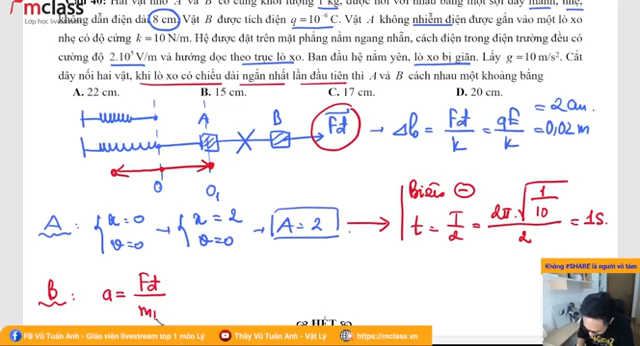 mclass
Học live
40: Hai vật nhỏ A và B có cùng khối lượng 1 kg, được nối với nhau bằng một sợi dây mảnh, nhẹ,
không dẫn điện dài 8 cm. Vật B được tích điện q = 10⁻⁶ C. Vật A không nhiễm điện được gắn vào một lò xo
nhẹ có độ cứng k = 10 N/m. Hệ được đặt trên mặt phẳng nằm ngang nhẵn, cách điện trong điện trường đều có
cường độ 2.10⁵ V/m và hướng dọc theo trục lò xo. Ban đầu hệ nằm yên, lò xo bị giãn. Lấy g = 10 m/s². Cắt
dây nối hai vật, khi lò xo có chiều dài ngắn nhất lần đầu tiên thì A và B cách nhau một khoảng bằng
A. 22 cm. B. 15 cm. C. 17 cm. D. 20 cm.
A B Fđ → Δl = Fđ/k = qE/k = 2cm. = 0,02m
O O₁
A: { x=0 v=0 → { x=2 v=0 → A=2 → Biên ⊖ t = T/2 = 2π.√(1/10)/2 = 1s.
B: a = Fđ/m₁
HẾT
Không #SHARE là người vô tâm
FB Vũ Tuấn Anh - Giáo viên livestream top 1 môn Lý Thầy Vũ Tuấn Anh - Vật Lý https://mclass.vn